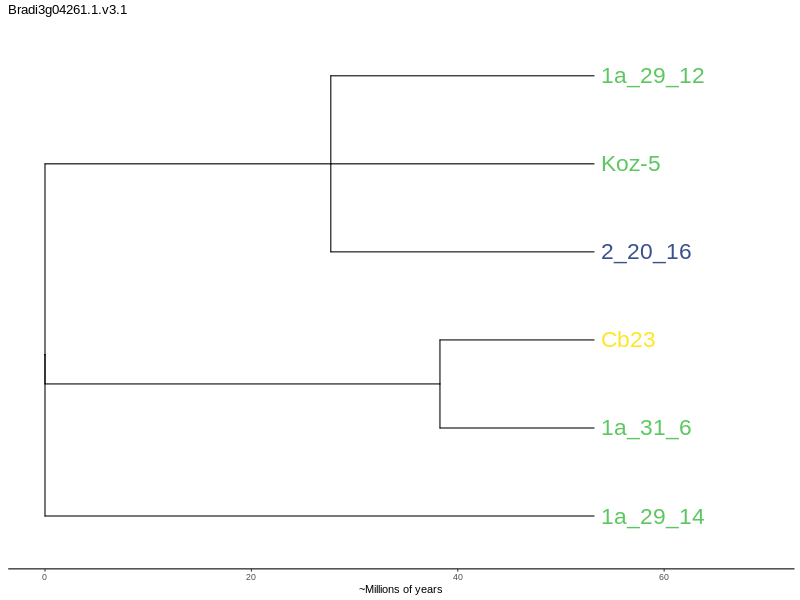 Bradi3g04261.1.v3.1
1a_29_12
Koz-5
2_20_16
Cb23
1a_31_6
1a_29_14
0 20 40 60
~Millions of years